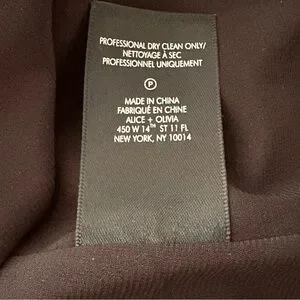 PROFESSIONAL DRY CLEAN ONLY/
NETTOYAGE À SEC
PROFESSIONNEL UNIQUEMENT
P
MADE IN CHINA
FABRIQUÉ EN CHINE
ALICE + OLIVIA
450 W 14TH ST 11 FL
NEW YORK, NY 10014